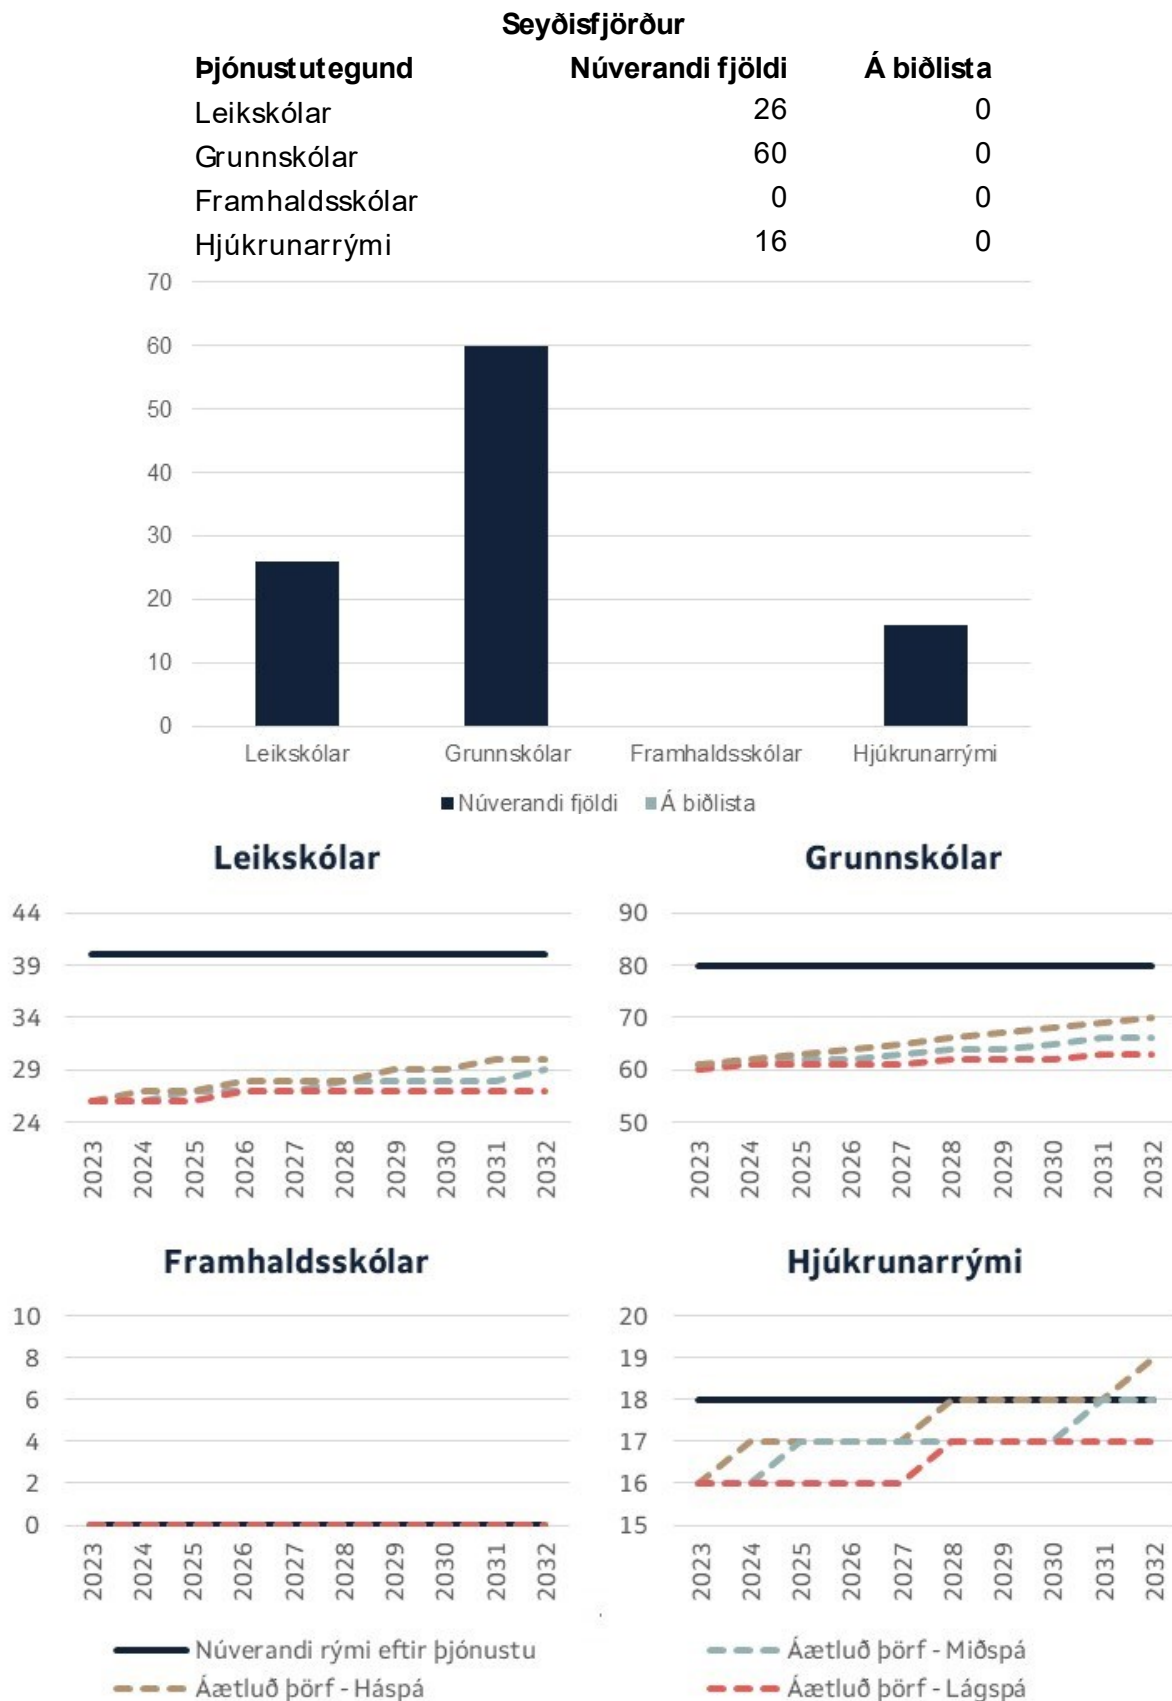 Seyðisfjörður
Þjónustutegund Núverandi fjöldi Á biðlista
Leikskólar 26 0
Grunnskólar 60 0
Framhaldsskólar 0 0
Hjúkrunarrými 16 0
70
60
50
40
30
20
10
0
Leikskólar Grunnskólar Framhaldsskólar Hjúkrunarrými
Núverandi fjöldi Á biðlista
Leikskólar
44
39
34
29
24
2023 2024 2025 2026 2027 2028 2029 2030 2031 2032
Grunnskólar
90
80
70
60
50
2023 2024 2025 2026 2027 2028 2029 2030 2031 2032
Framhaldsskólar
10
8
6
4
2
0
2023 2024 2025 2026 2027 2028 2029 2030 2031 2032
Hjúkrunarrými
20
19
18
17
16
15
2023 2024 2025 2026 2027 2028 2029 2030 2031 2032
Núverandi rými eftir þjónustu Áætluð þörf - Miðspá
Áætluð þörf - Háspá Áætluð þörf - Lágspá